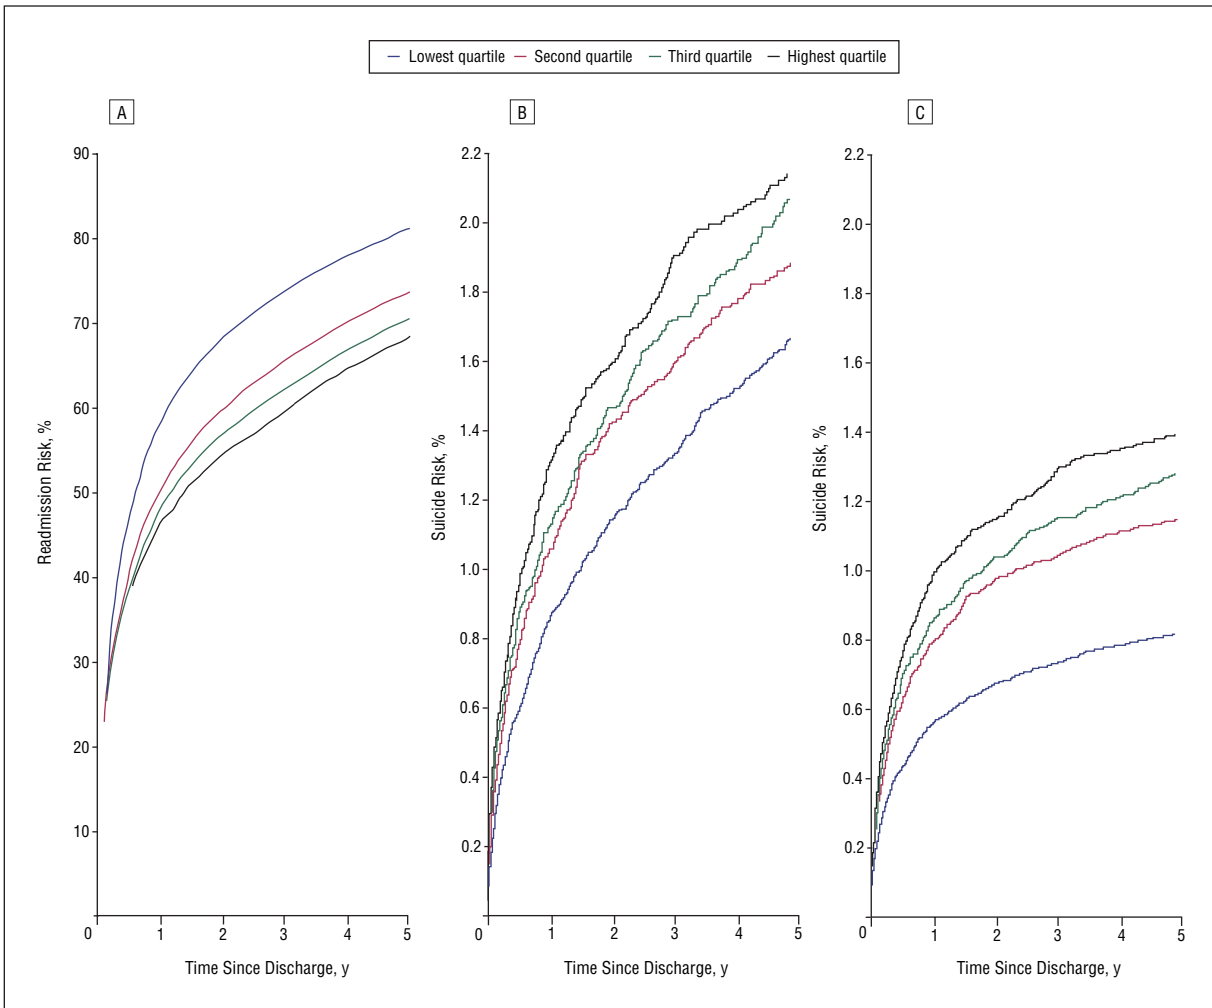 Lowest quartile Second quartile Third quartile Highest quartile
A
90
80
70
60
50
40
30
20
10
0 1 2 3 4 5
Readmission Risk, %
Time Since Discharge, y
B
2.2
2.0
1.8
1.6
1.4
1.2
1.0
0.8
0.6
0.4
0.2
0 1 2 3 4 5
Suicide Risk, %
Time Since Discharge, y
C
2.2
2.0
1.8
1.6
1.4
1.2
1.0
0.8
0.6
0.4
0.2
0 1 2 3 4 5
Suicide Risk, %
Time Since Discharge, y